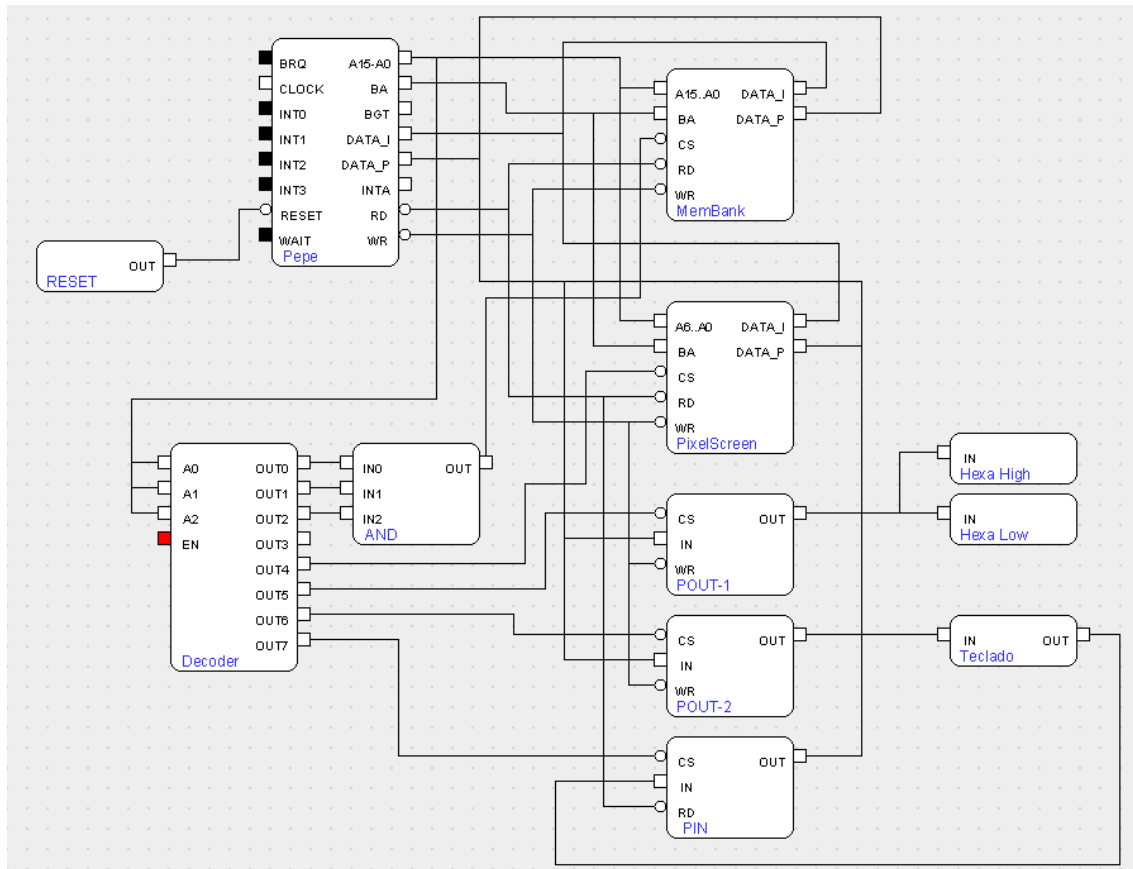 BRQ A15-A0
CLOCK BA
INT0 BGT
INT1 DATA_I
INT2 DATA_P
INT3 INTA
RESET RD
WAIT WR
Pepe
OUT
RESET
A15..A0 DATA_I
BA DATA_P
CS
RD
WR
MemBank
A6..A0 DATA_I
BA DATA_P
CS
RD
WR
PixelScreen
A0 OUT0
A1 OUT1
A2 OUT2
EN OUT3
OUT4
OUT5
OUT6
OUT7
Decoder
IN0 OUT
IN1
IN2
AND
IN
Hexa High
IN
Hexa Low
CS OUT
IN
WR
POUT-1
CS OUT
IN
WR
POUT-2
IN OUT
Teclado
CS OUT
IN
RD
PIN